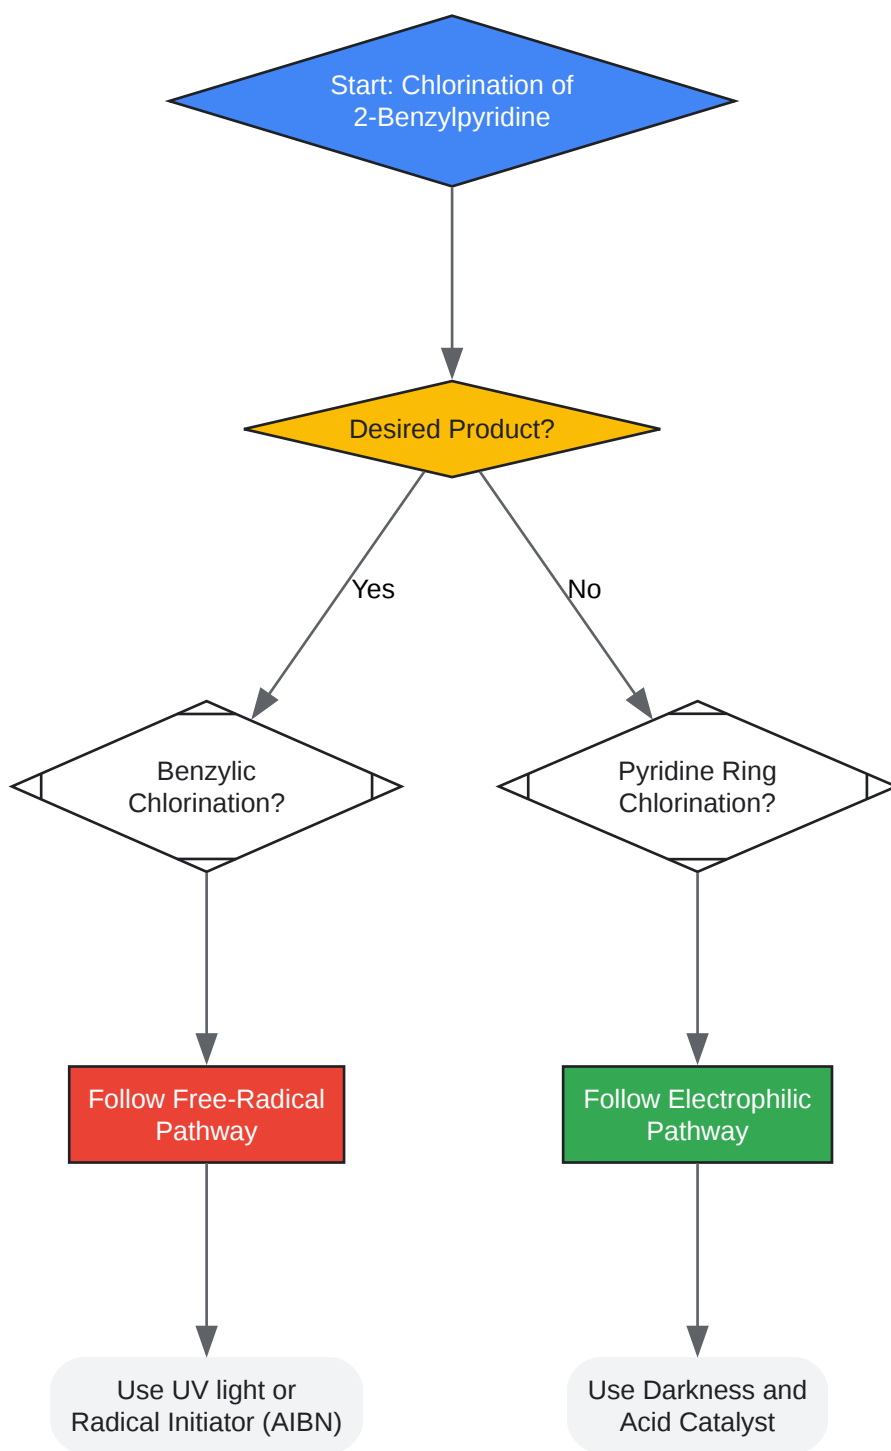 Start: Chlorination of
2-Benzylpyridine
Desired Product?
Yes
No
Benzylic
Chlorination?
Pyridine Ring
Chlorination?
Follow Free-Radical
Pathway
Follow Electrophilic
Pathway
Use UV light or
Radical Initiator (AIBN)
Use Darkness and
Acid Catalyst